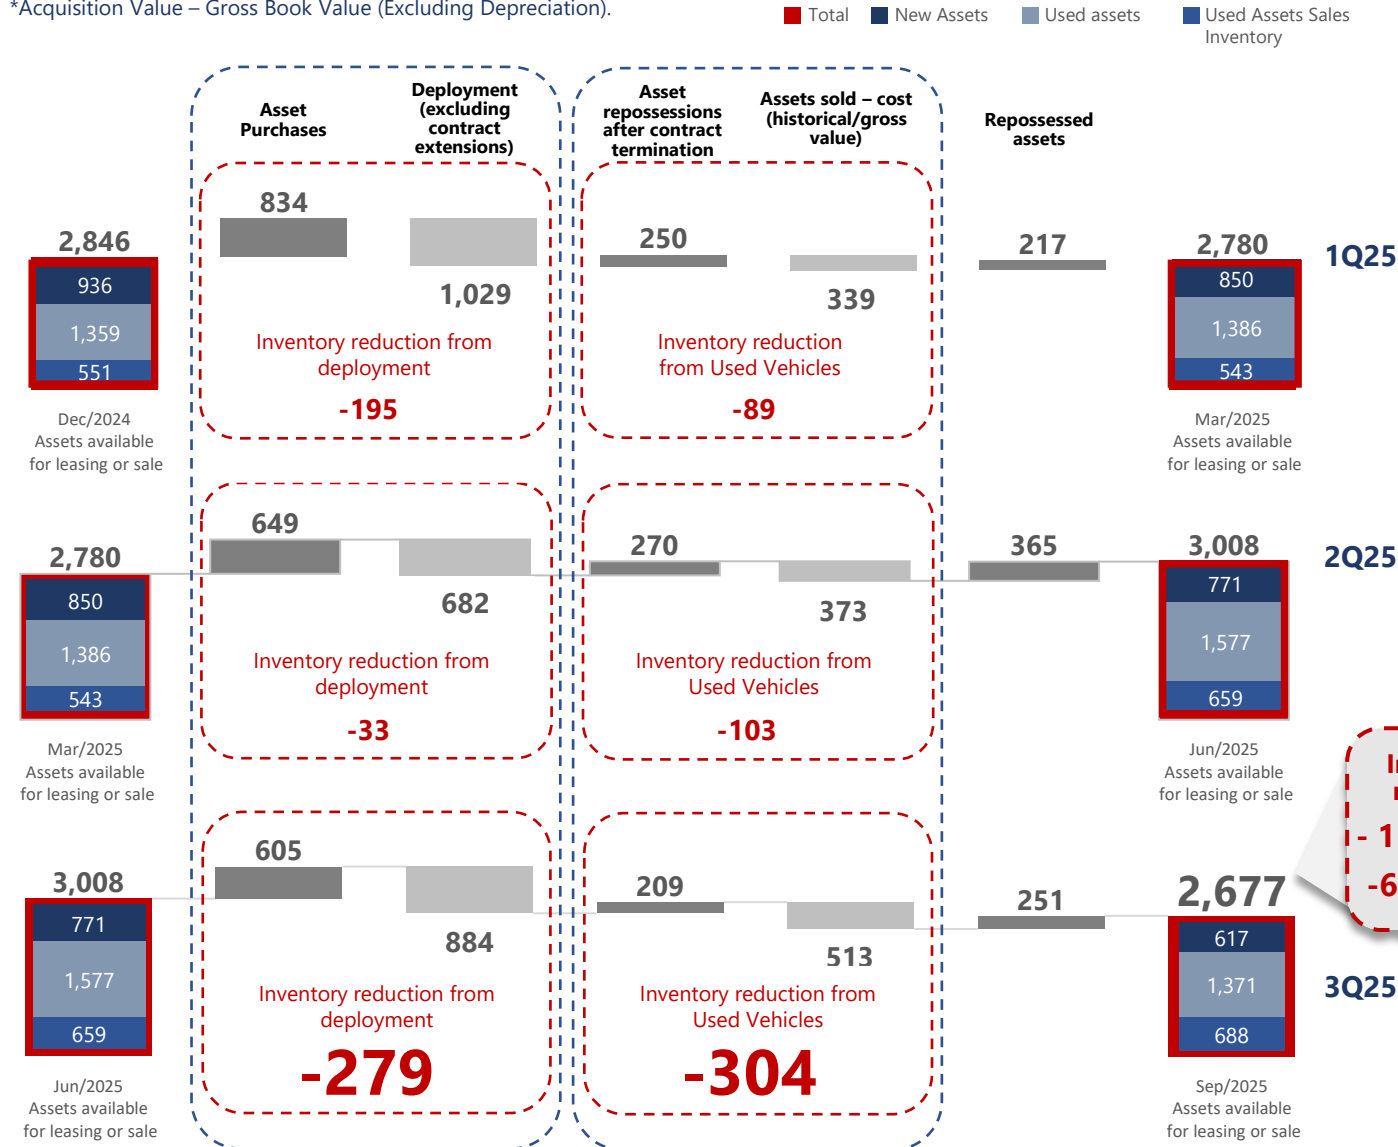 *Acquisition Value – Gross Book Value (Excluding Depreciation).
Total
New Assets
Used assets
Used Assets Sales
Inventory
Asset
Purchases
Deployment
(excluding
contract
extensions)
Asset
repossessions
after contract
termination
Assets sold – cost
(historical/gross
value)
Repossessed
assets
2,846
936
1,359
551
Dec/2024
Assets available
for leasing or sale
834
1,029
Inventory reduction from
deployment
-195
250
339
Inventory reduction
from Used Vehicles
-89
217
2,780
850
1,386
543
Mar/2025
Assets available
for leasing or sale
1Q25
2,780
850
1,386
543
Mar/2025
Assets available
for leasing or sale
649
682
Inventory reduction from
deployment
-33
270
373
Inventory reduction from
Used Vehicles
-103
365
3,008
771
1,577
659
Jun/2025
Assets available
for leasing or sale
2Q25
3,008
771
1,577
659
Jun/2025
Assets available
for leasing or sale
605
884
Inventory reduction from
deployment
-279
209
513
Inventory reduction from
Used Vehicles
-304
251
2,677
617
1,371
688
Sep/2025
Assets available
for leasing or sale
3Q25
- 1
-6